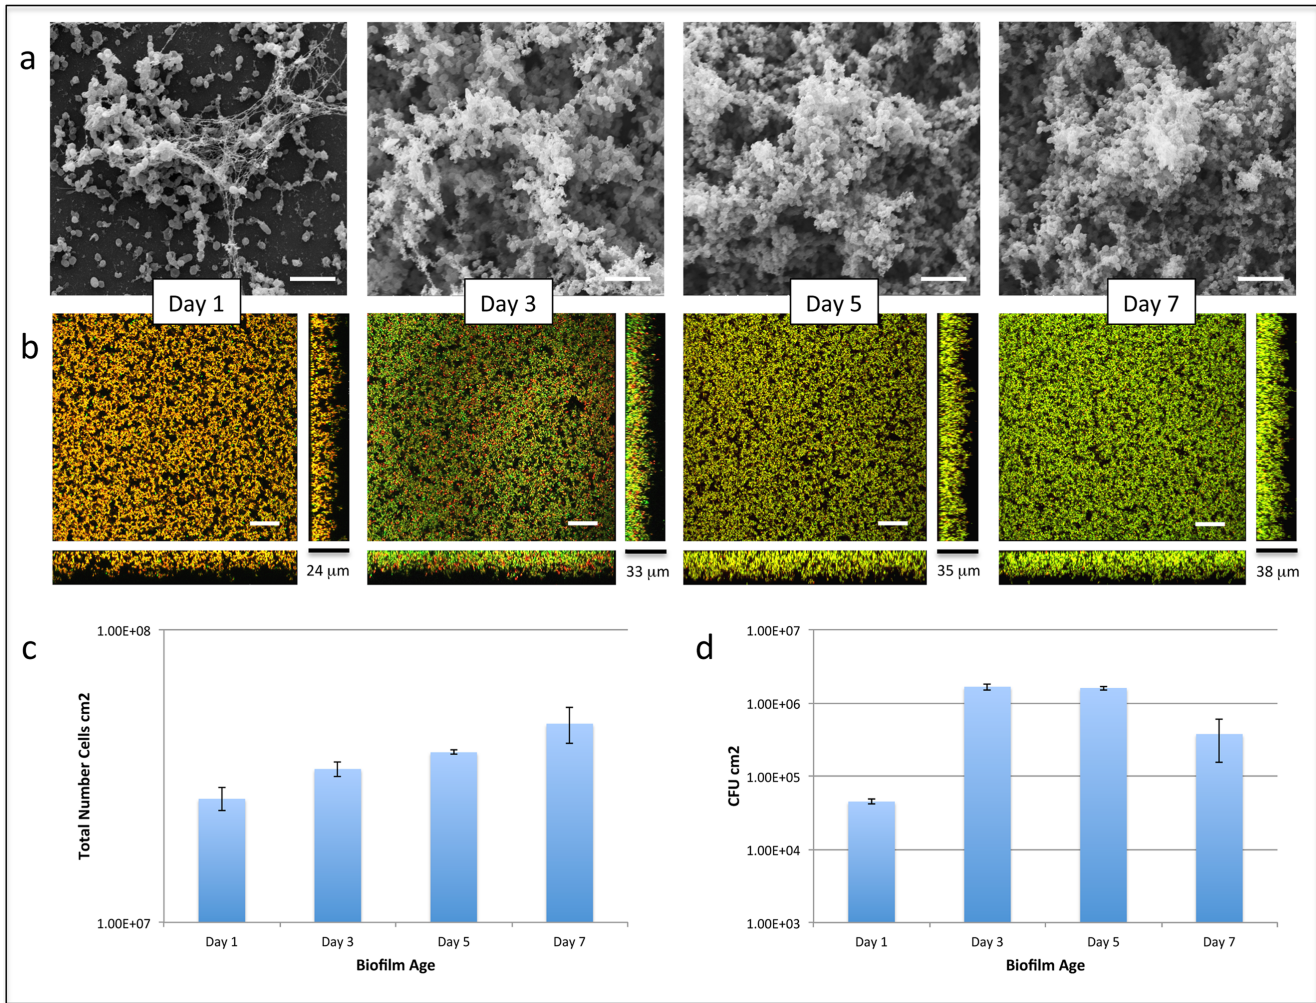 a
Day 1
Day 3
Day 5
Day 7
b
24 µm
33 µm
35 µm
38 µm
c
1.00E+08
1.00E+07
Total Number Cells cm2
Day 1
Day 3
Day 5
Day 7
Biofilm Age
d
1.00E+07
1.00E+06
1.00E+05
1.00E+04
1.00E+03
CFU cm2
Day 1
Day 3
Day 5
Day 7
Biofilm Age